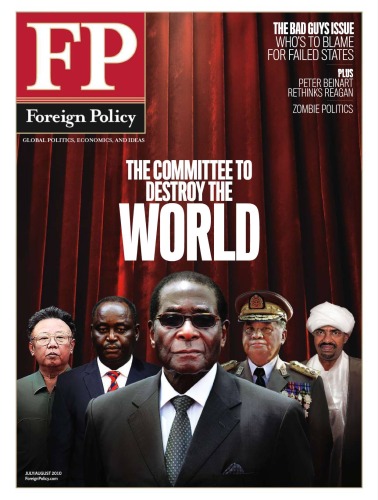 FP
Foreign Policy
GLOBAL POLITICS, ECONOMICS, AND IDEAS
THE BAD GUYS ISSUE
WHO'S TO BLAME
FOR FAILED STATES
PLUS
PETER BEINART
RETHINKS REAGAN
ZOMBIE POLITICS
THE COMMITTEE TO
DESTROY THE
WORLD
JULY/AUGUST 2010
ForeignPolicy.com